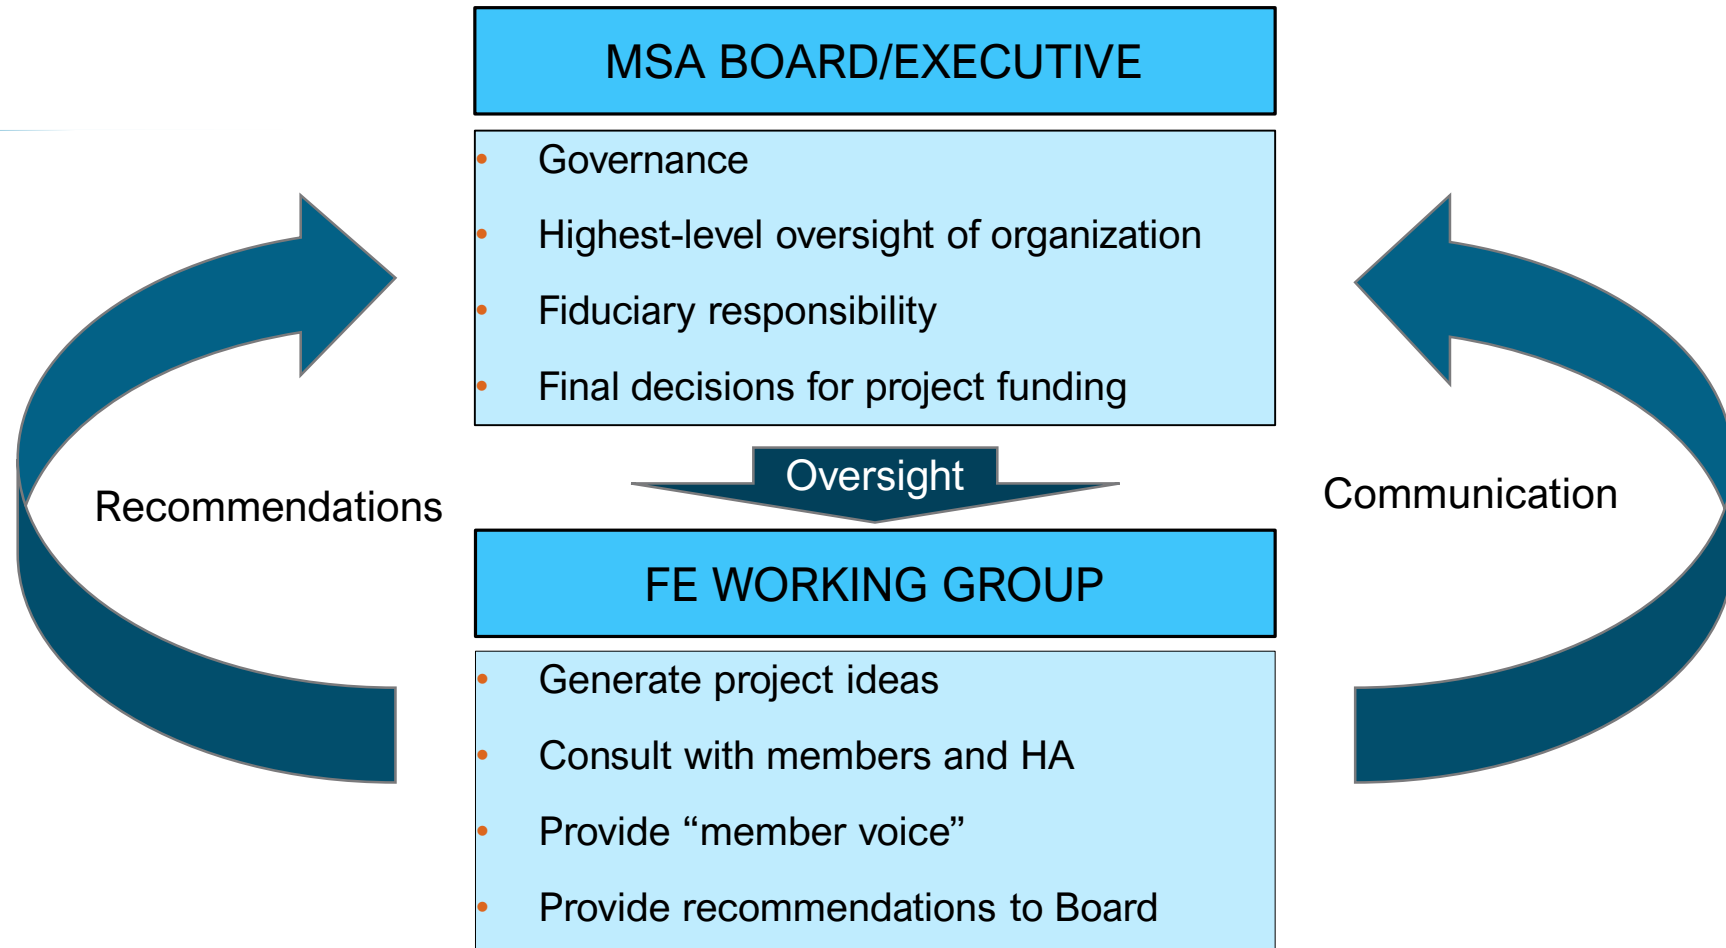 MSA BOARD/EXECUTIVE
• Governance
• Highest-level oversight of organization
• Fiduciary responsibility
• Final decisions for project funding
Oversight
Recommendations
Communication
FE WORKING GROUP
• Generate project ideas
• Consult with members and HA
• Provide “member voice”
• Provide recommendations to Board